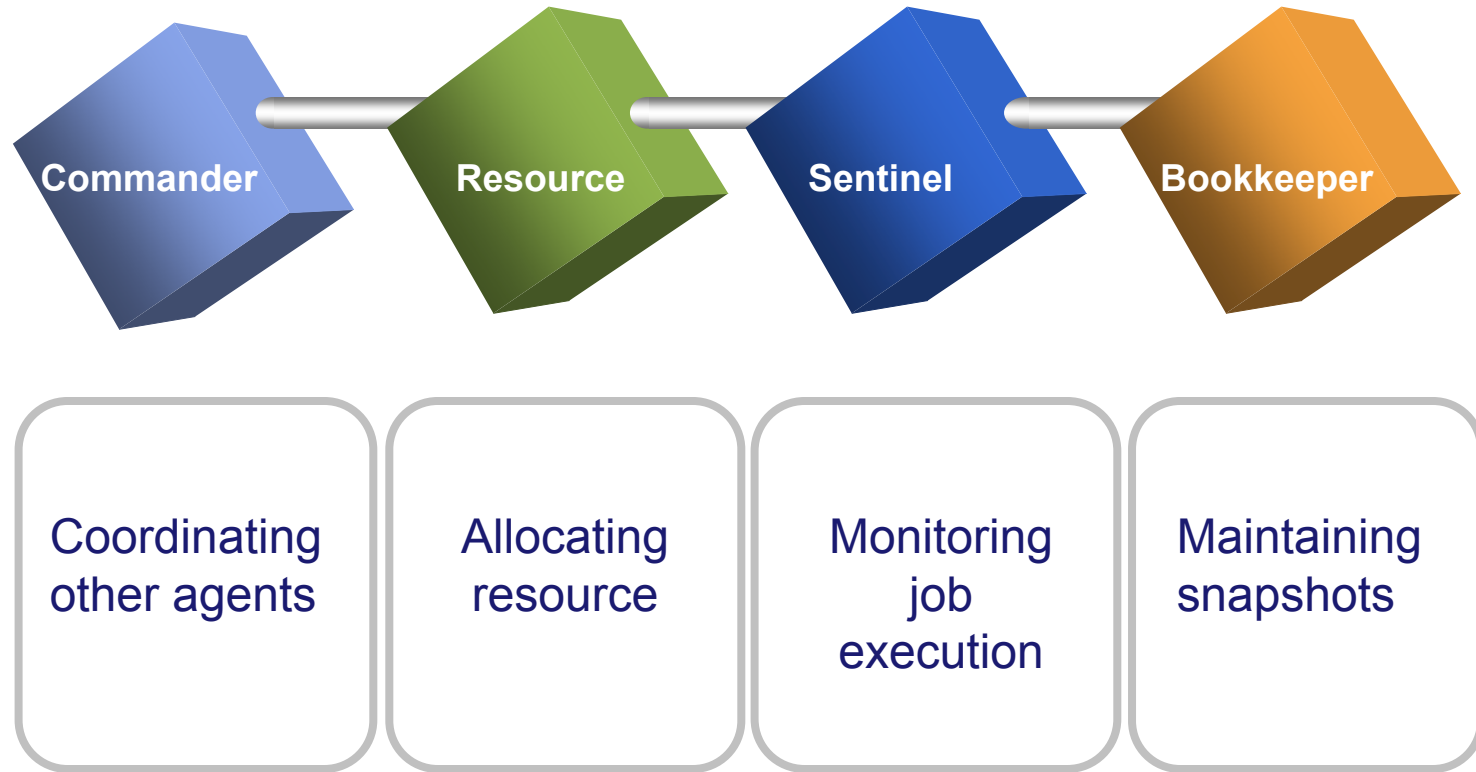 Commander
Resource
Sentinel
Bookkeeper
Coordinating
other agents
Allocating
resource
Monitoring
job
execution
Maintaining
snapshots